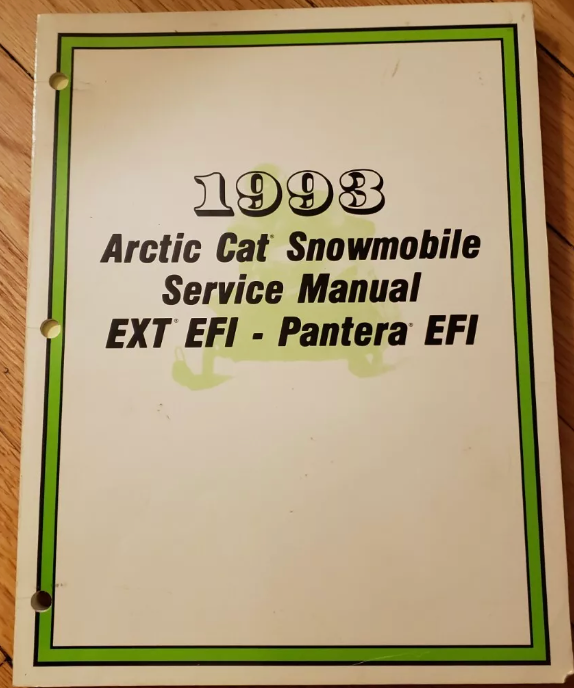 1993
Arctic Cat® Snowmobile
Service Manual
EXT® EFI - Pantera® EFI